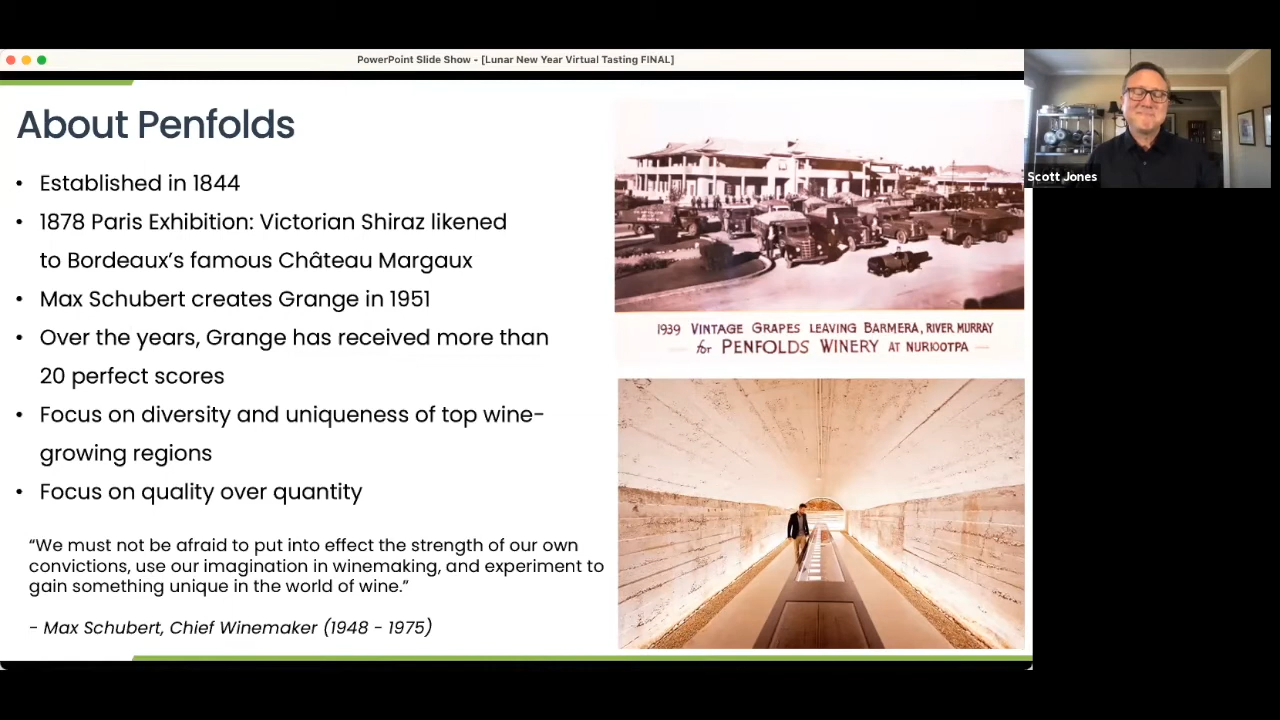 PowerPoint Slide Show - [Lunar New Year Virtual Tasting FINAL]
About Penfolds
• Established in 1844
• 1878 Paris Exhibition: Victorian Shiraz likened
to Bordeaux's famous Château Margaux
• Max Schubert creates Grange in 1951
• Over the years, Grange has received more than
20 perfect scores
• Focus on diversity and uniqueness of top wine-
growing regions
• Focus on quality over quantity
“We must not be afraid to put into effect the strength of our own
convictions, use our imagination in winemaking, and experiment to
gain something unique in the world of wine.”
- Max Schubert, Chief Winemaker (1948 - 1975)
1939 VINTAGE GRAPES LEAVING BARMERA, RIVER MURRAY
for PENFOLDS WINERY AT NURIOOTPA
Scott Jones